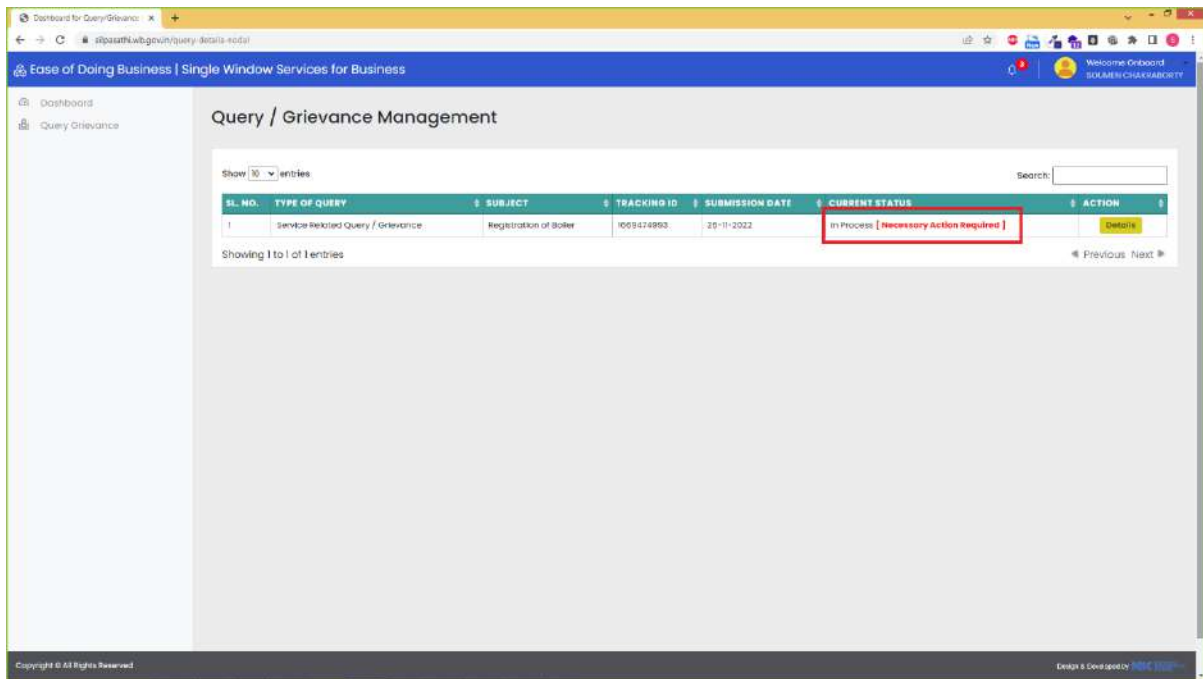 Dashboard for Query/Grievance
silpasathi.wb.gov.in/query-details-nodal
Ease of Doing Business | Single Window Services for Business
3
Welcome Onboard
SOUMEN CHAKRABORTY
Dashboard
Query Grievance
Query / Grievance Management
Show 10 entries
Search:
SL. NO. TYPE OF QUERY SUBJECT TRACKING ID SUBMISSION DATE CURRENT STATUS ACTION
1 Service Related Query / Grievance Registration of Boiler 26-11-2022 In Process [ Necessary Action Required ] Details
Showing 1 to 1 of 1 entries
Previous Next
Copyright © All Rights Reserved
Design & Developed by NIC